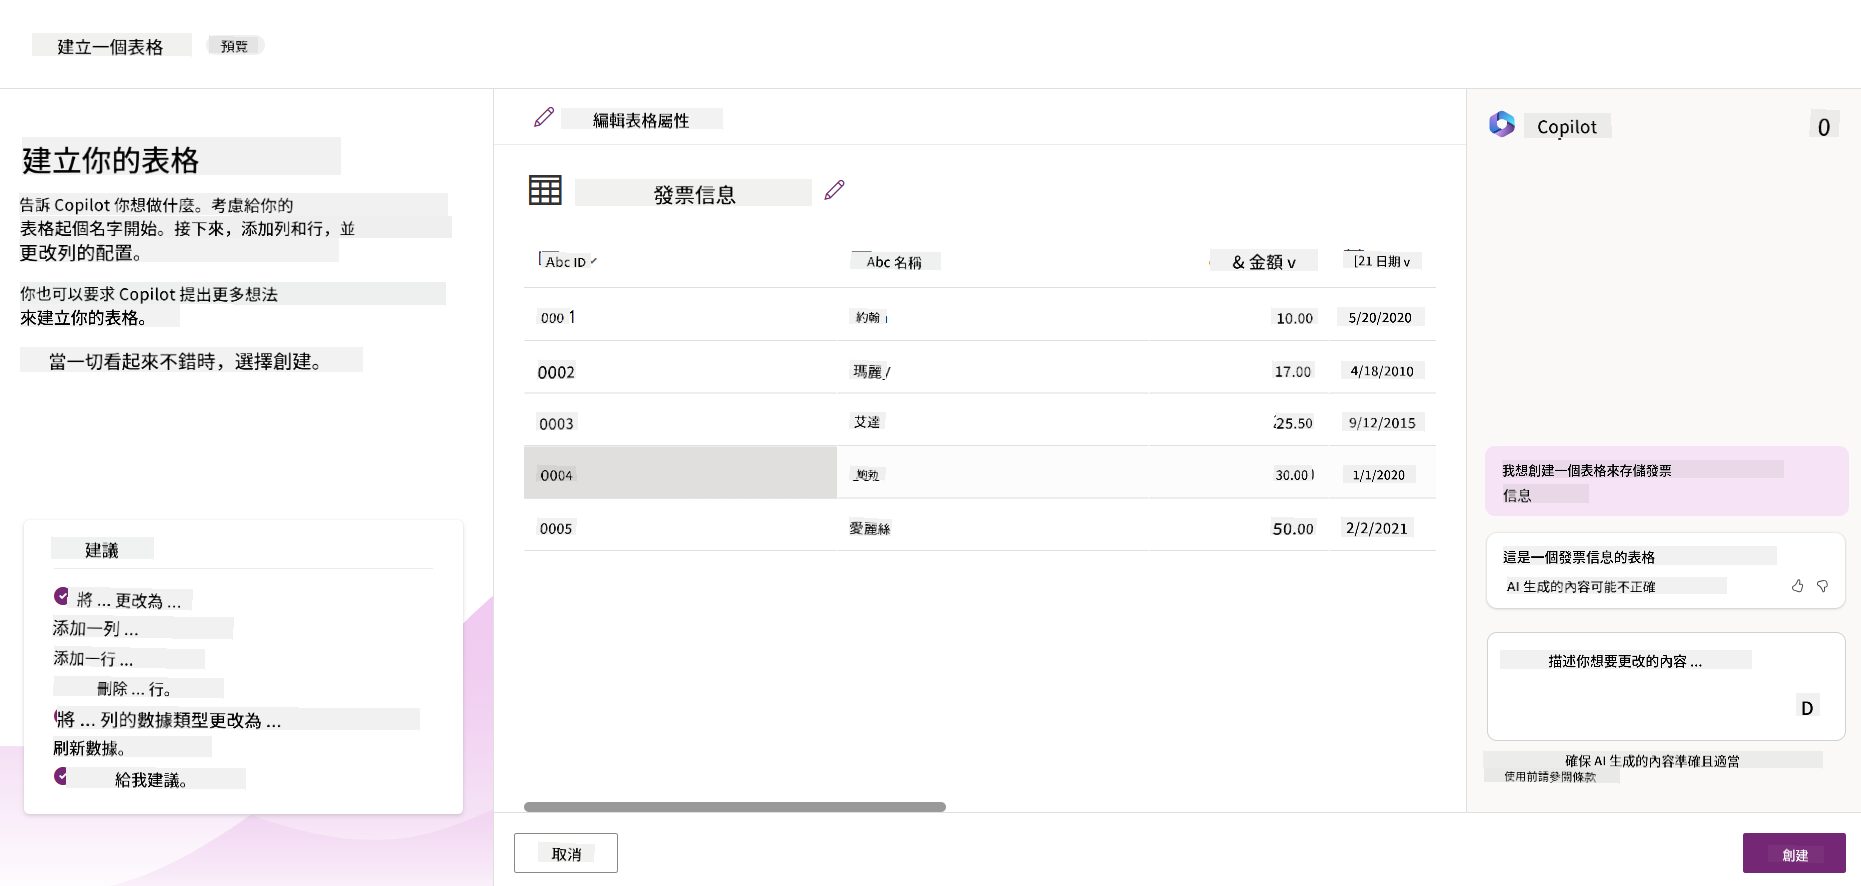 建立一個表格
預覽
建立你的表格
告訴 Copilot 你想做什麼。考慮給你的
表格起個名字開始。接下來，添加列和行，並
更改列的配置。
你也可以要求 Copilot 提出更多想法
來建立你的表格。
當一切看起來不錯時，選擇創建。
建議
將 ... 更改為 ...
添加一列 ...
添加一行 ...
刪除 ... 行。
將 ... 列的數據類型更改為 ...
刷新數據。
給我建議。
編輯表格屬性
發票信息
Abc ID Abc 名稱 & 金額 v [21 日期 v
000 1 約翰 10.00 5/20/2020
0002 瑪麗 / 17.00 4/18/2010
0003 艾達 25.50 9/12/2015
0004 鮑勃 30.00 1/1/2020
0005 愛麗絲 50.00 2/2/2021
取消
Copilot
0
我想創建一個表格來存儲發票
信息
這是一個發票信息的表格
AI 生成的內容可能不正確
描述你想要更改的內容 ...
D
確保 AI 生成的內容準確且適當
使用前請參閱條款
創建